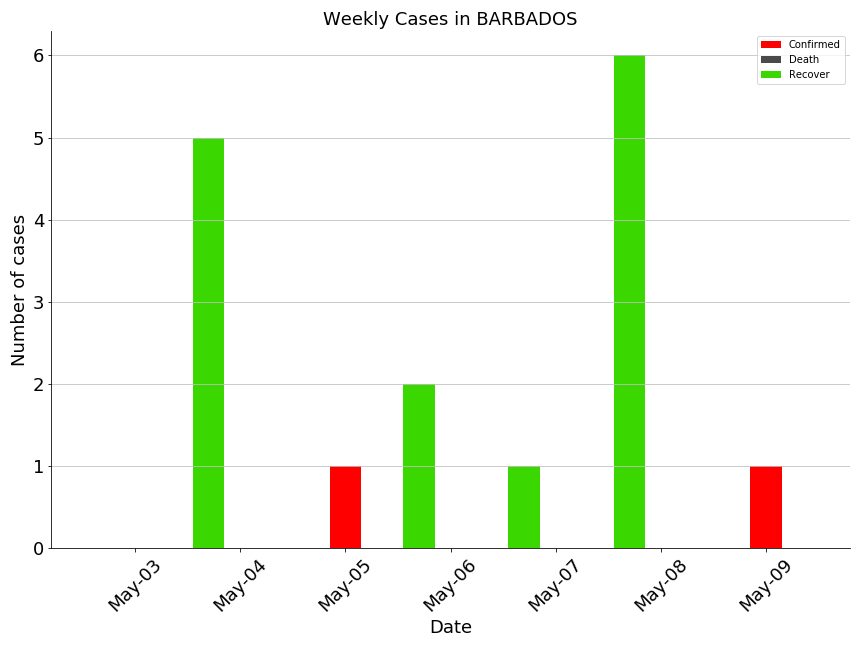 Weekly Cases in BARBADOS
Confirmed
Death
Recover
Number of cases
6
5
4
3
2
1
0
May-03
May-04
May-05
May-06
May-07
May-08
May-09
Date